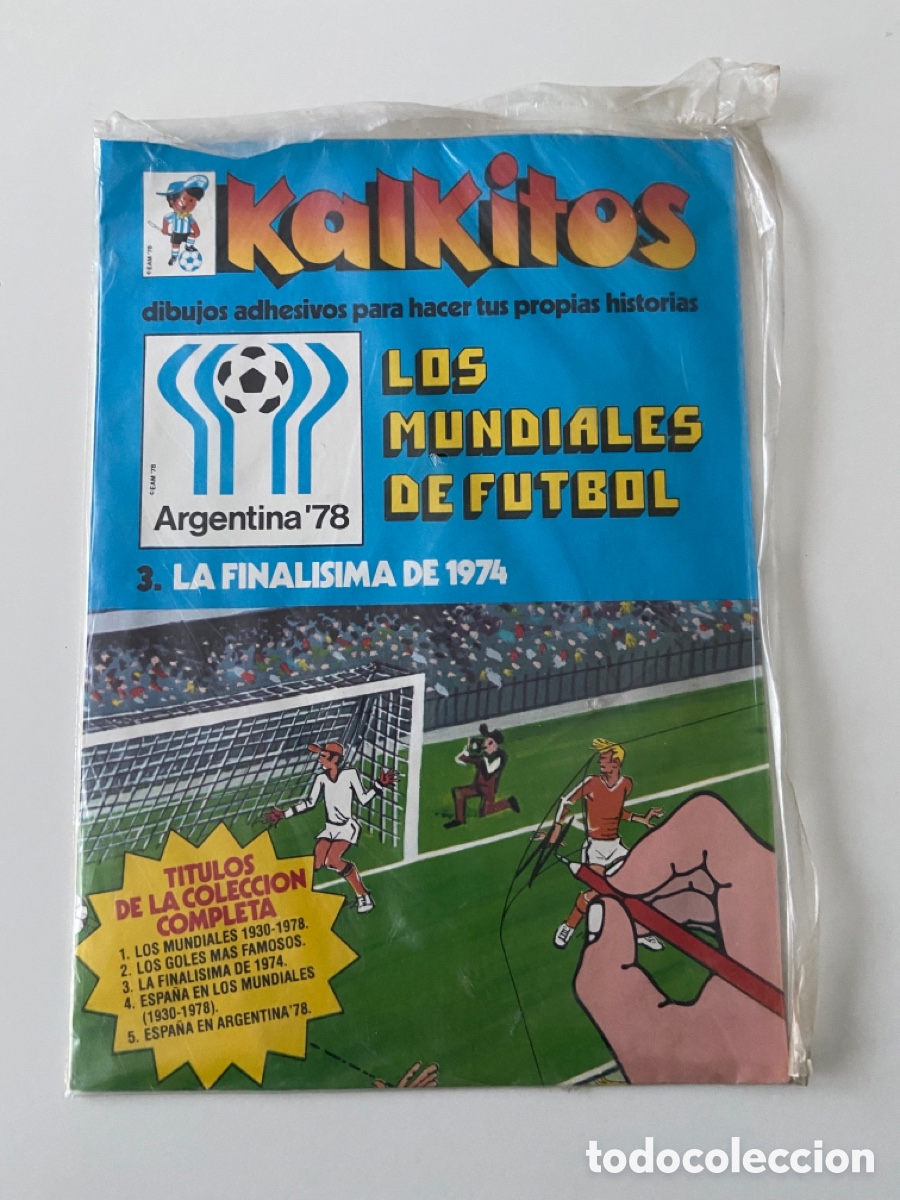 Kalkitos
© EAM '78
dibujos adhesivos para hacer tus propias historias
LOS
MUNDIALES
DE FUTBOL
© EAM '78
Argentina '78
3. LA FINALISIMA DE 1974
TITULOS
DE LA COLECCION
COMPLETA
1. LOS MUNDIALES 1930-1978.
2. LOS GOLES MAS FAMOSOS.
3. LA FINALISIMA DE 1974.
4. ESPAÑA EN LOS MUNDIALES
(1930-1978).
5. ESPAÑA EN ARGENTINA'78.
todocoleccion